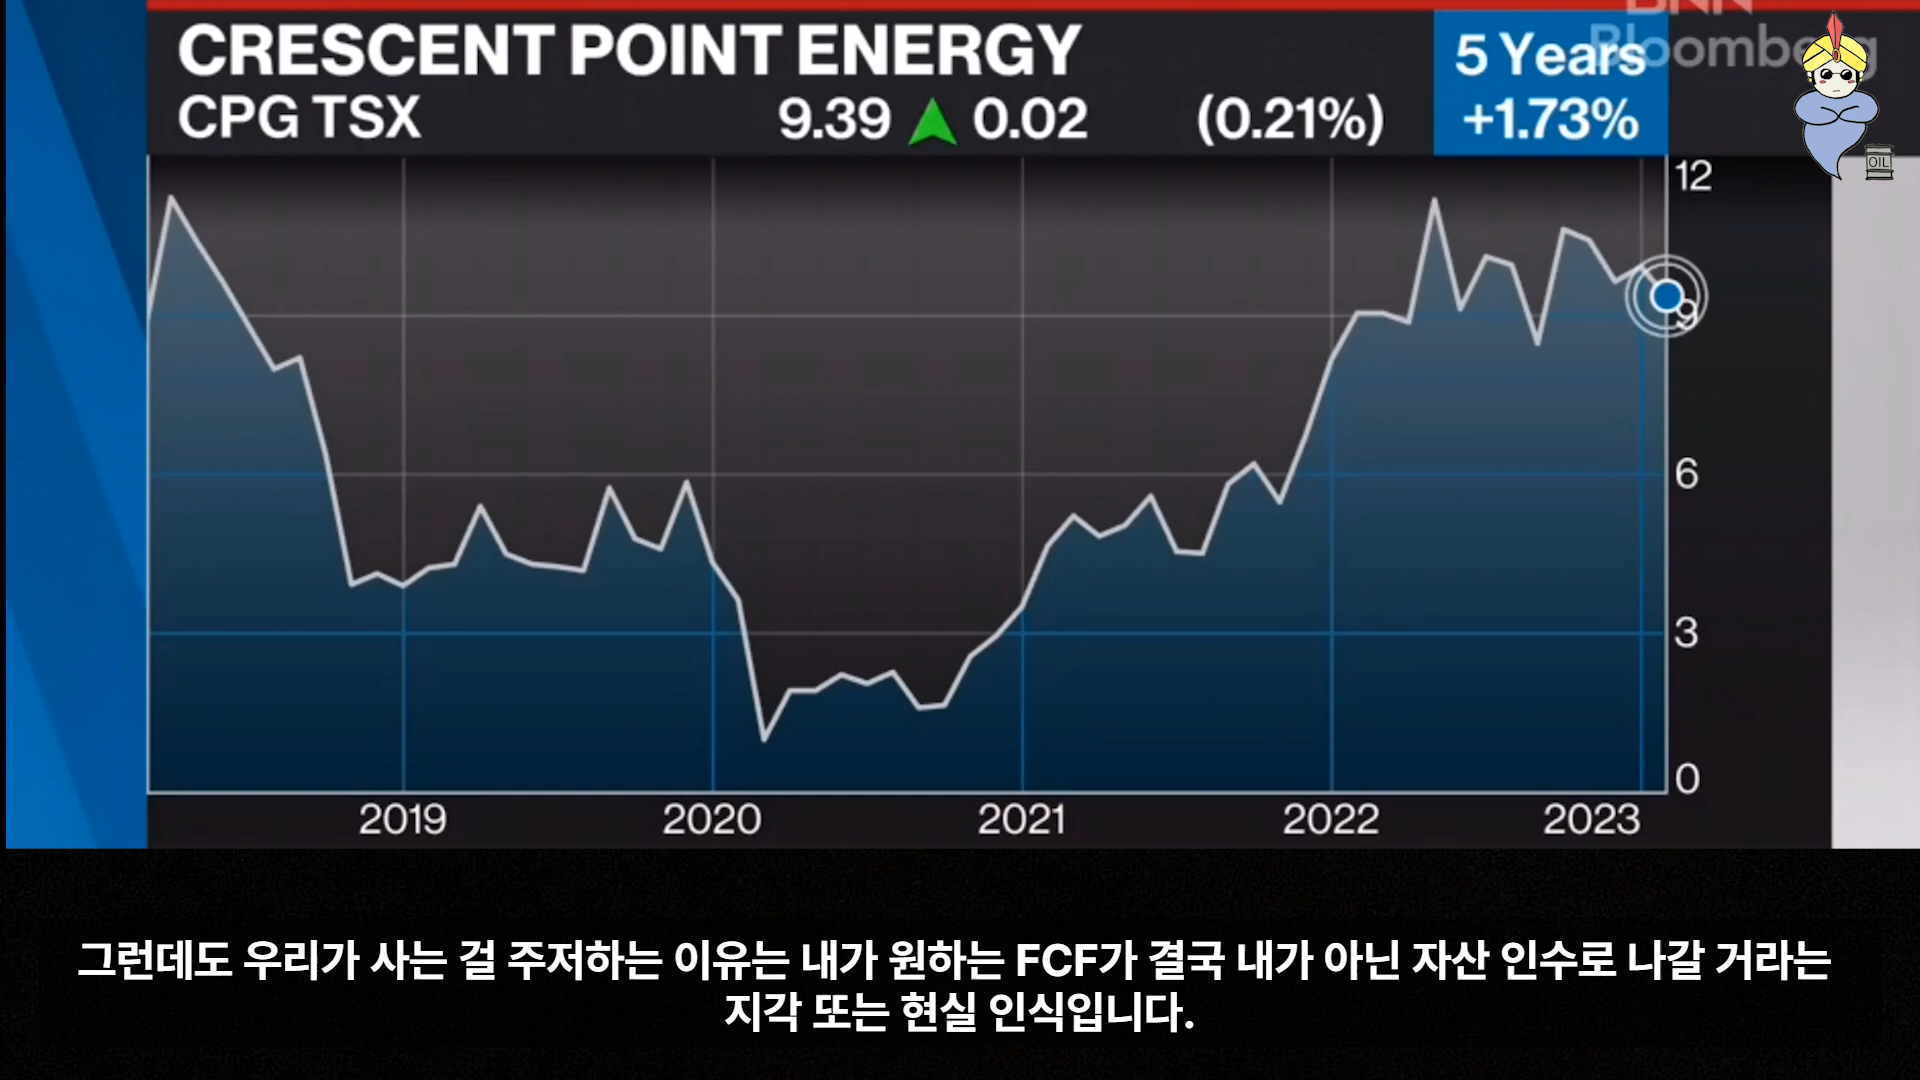 BNN
Bloomberg
CRESCENT POINT ENERGY
CPG TSX
9.39 ▲ 0.02 (0.21%)
5 Years
+1.73%
OIL
12
9
6
3
0
2019 2020 2021 2022 2023
그런데도 우리가 사는 걸 주저하는 이유는 내가 원하는 FCF가 결국 내가 아닌 자산 인수로 나갈 거라는
지각 또는 현실 인식입니다.